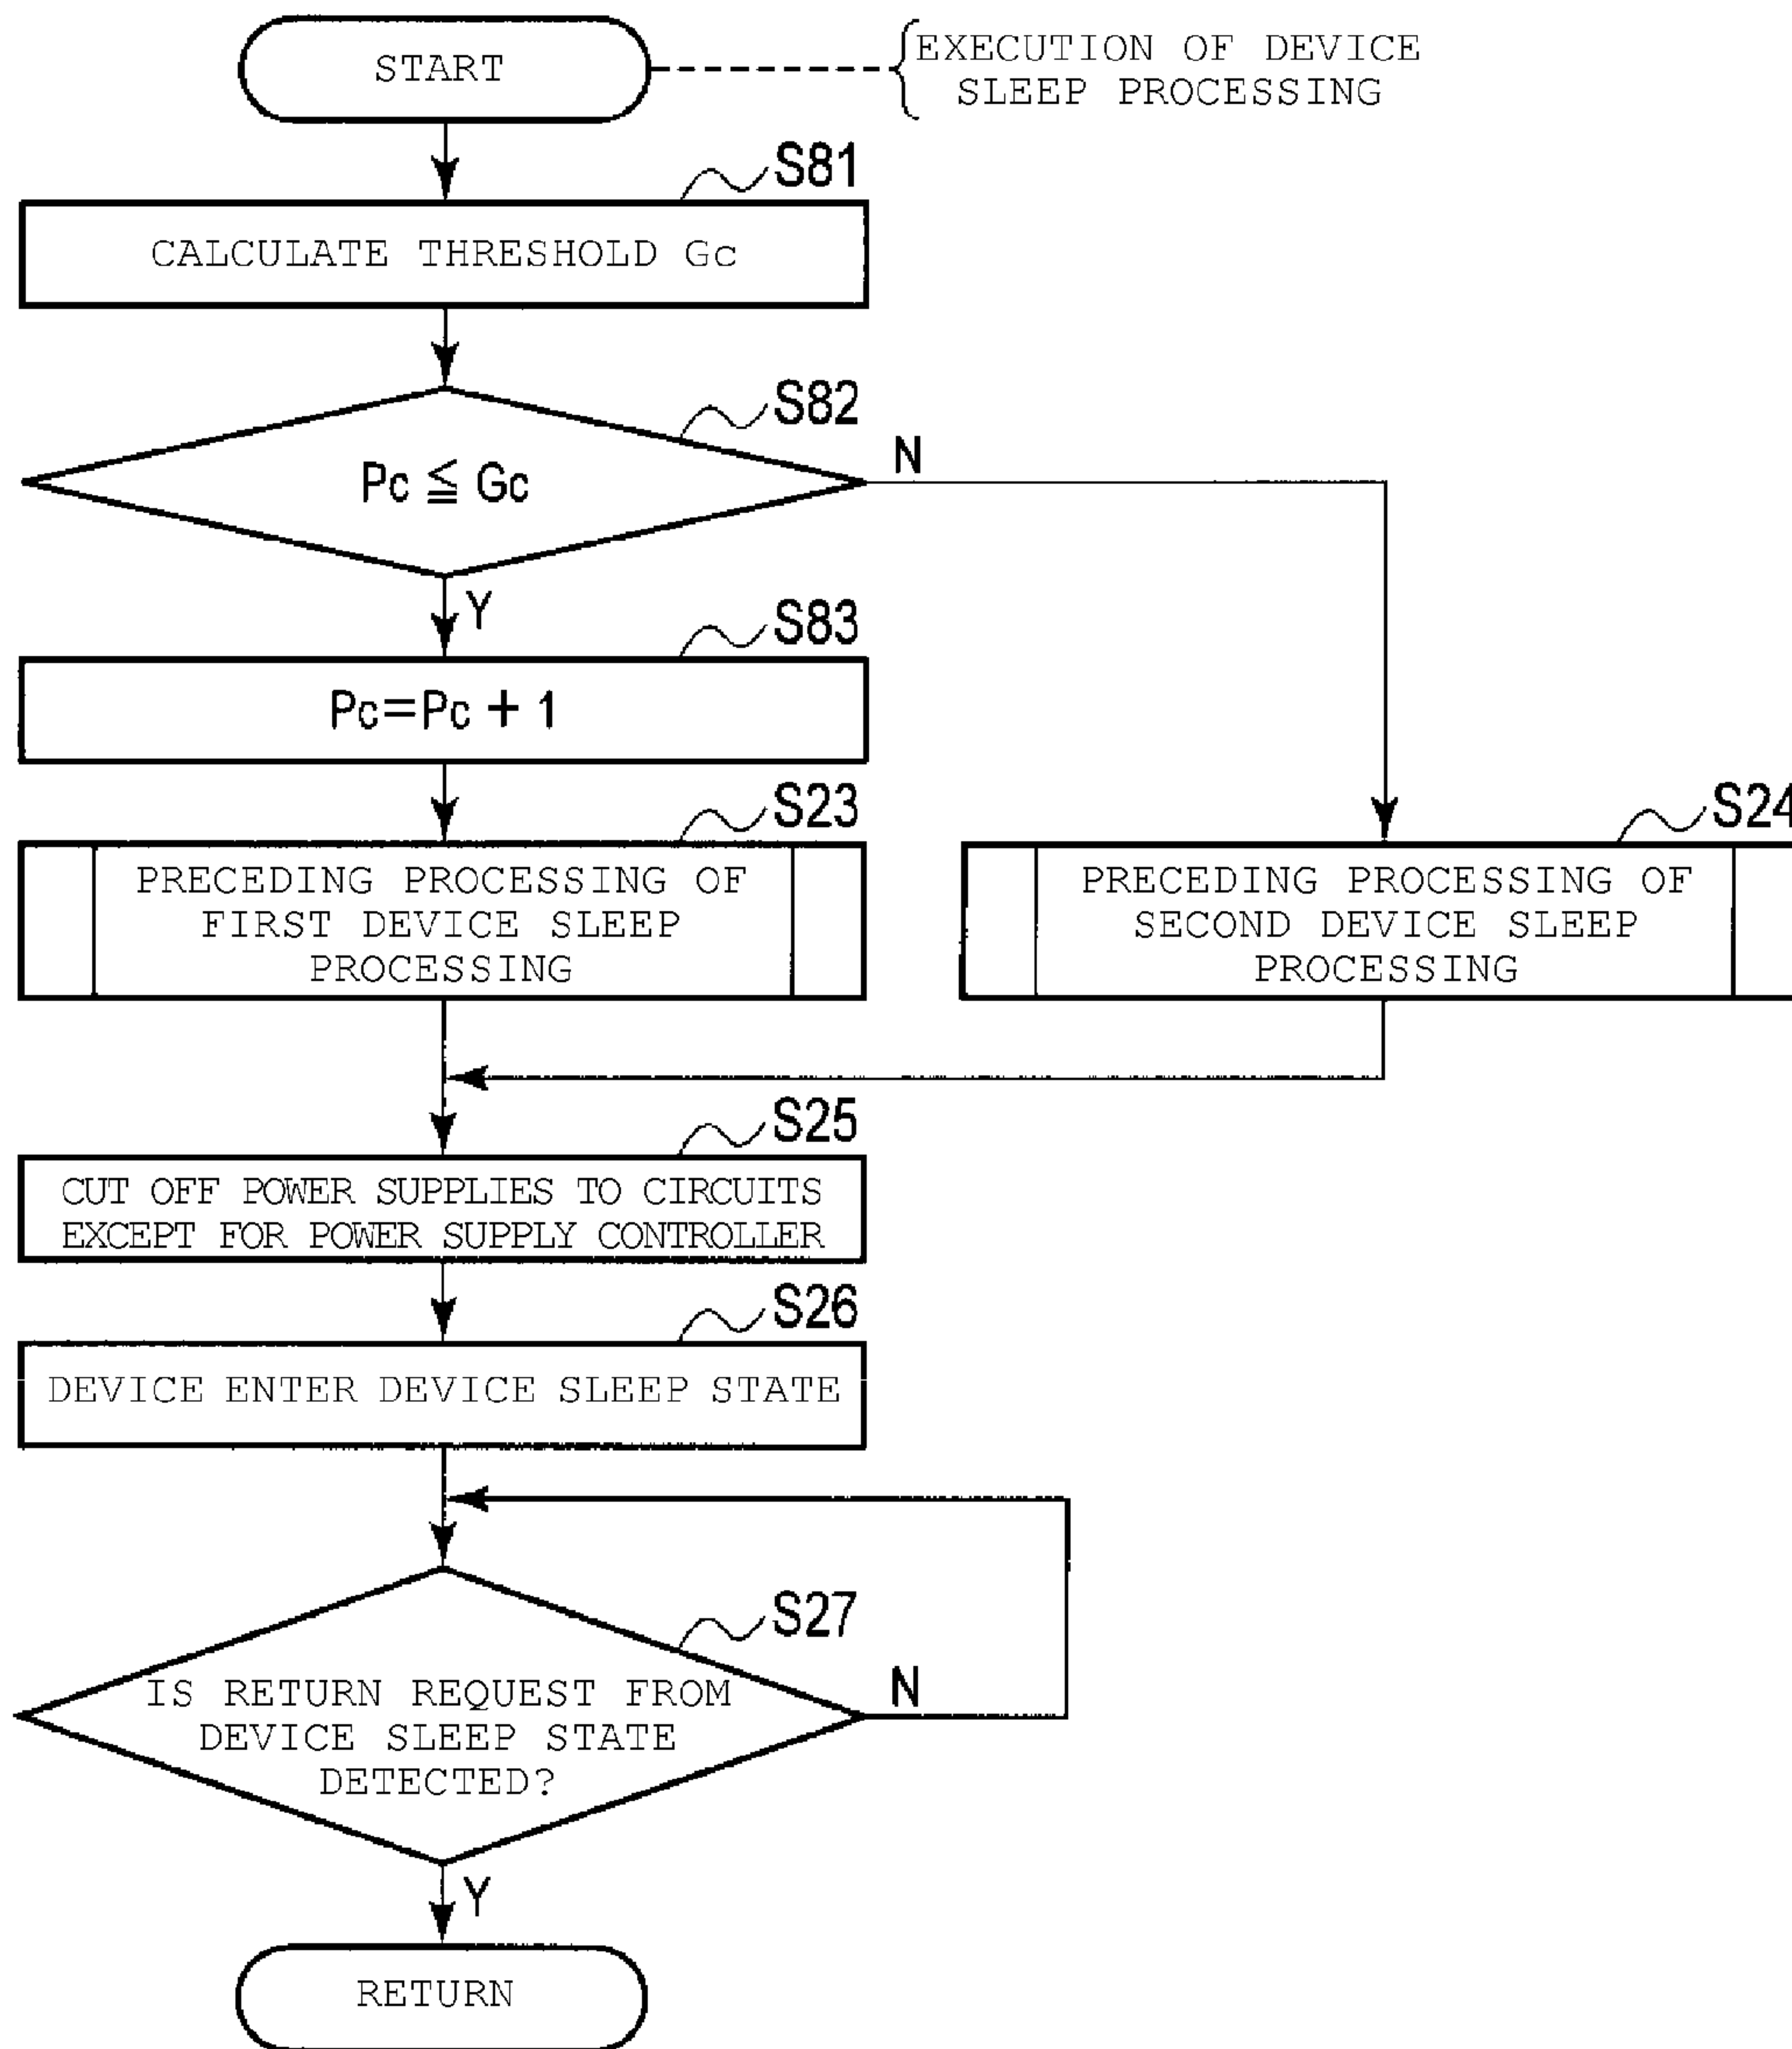 START
EXECUTION OF DEVICE
SLEEP PROCESSING
S81
CALCULATE THRESHOLD Gc
S82
Pc ≦ Gc
N
Y
S83
Pc=Pc + 1
S23
PRECEDING PROCESSING OF
FIRST DEVICE SLEEP
PROCESSING
S24
PRECEDING PROCESSING OF
SECOND DEVICE SLEEP
PROCESSING
S25
CUT OFF POWER SUPPLIES TO CIRCUITS
EXCEPT FOR POWER SUPPLY CONTROLLER
S26
DEVICE ENTER DEVICE SLEEP STATE
S27
IS RETURN REQUEST FROM
DEVICE SLEEP STATE
DETECTED?
N
Y
RETURN